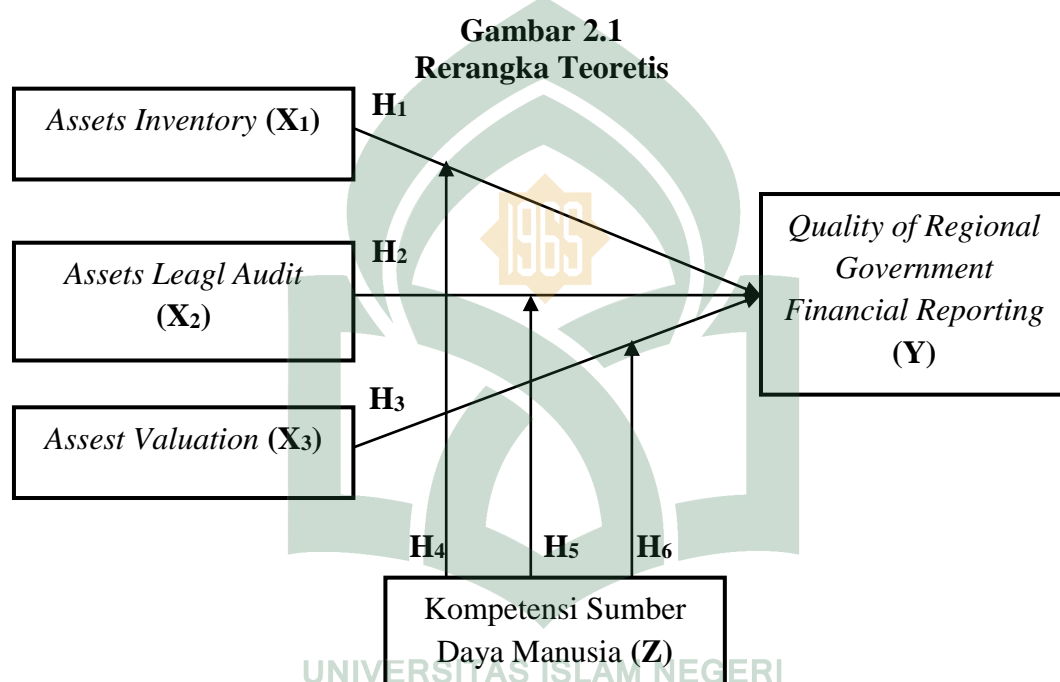 Gambar 2.1
Rerangka Teoretis
H₁
Assets Inventory (X₁)
Quality of Regional
Government
Financial Reporting
(Y)
H₂
Assets Leagl Audit
(X₂)
1965
H₃
Assest Valuation (X₃)
H₄
H₅
H₆
Kompetensi Sumber
Daya Manusia (Z)
UNIVERSITAS ISLAM NEGERI